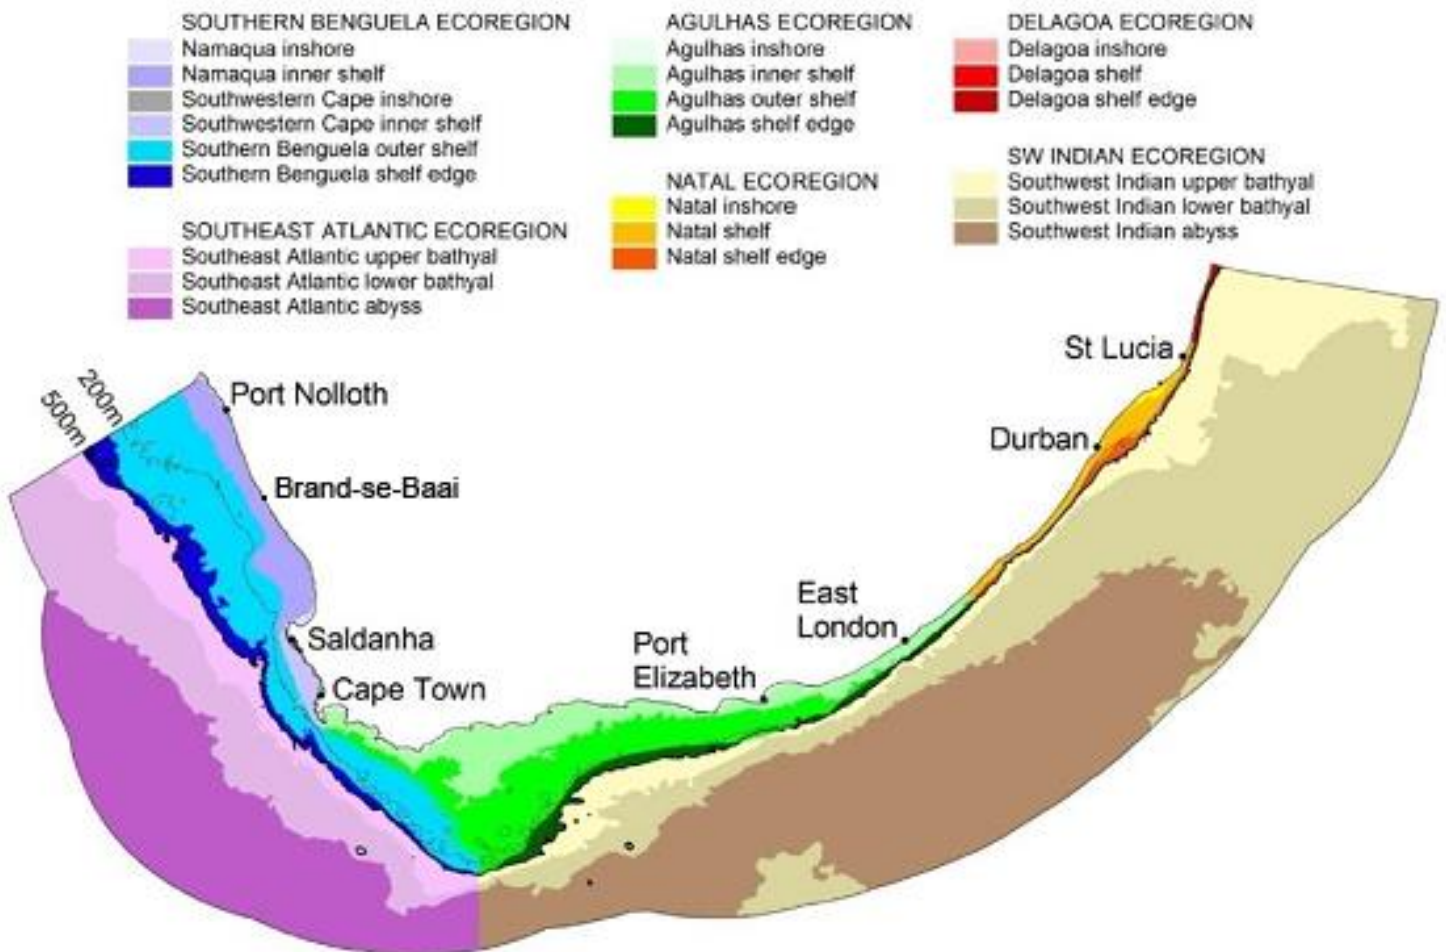 SOUTHERN BENGUELA ECOREGION
Namaqua inshore
Namaqua inner shelf
Southwestern Cape inshore
Southwestern Cape inner shelf
Southern Benguela outer shelf
Southern Benguela shelf edge
SOUTHEAST ATLANTIC ECOREGION
Southeast Atlantic upper bathyal
Southeast Atlantic lower bathyal
Southeast Atlantic abyss
AGULHAS ECOREGION
Agulhas inshore
Agulhas inner shelf
Agulhas outer shelf
Agulhas shelf edge
NATAL ECOREGION
Natal inshore
Natal shelf
Natal shelf edge
DELAGOA ECOREGION
Delagoa inshore
Delagoa shelf
Delagoa shelf edge
SW INDIAN ECOREGION
Southwest Indian upper bathyal
Southwest Indian lower bathyal
Southwest Indian abyss
200m
500m
Port Nolloth
Brand-se-Baai
Saldanha
Cape Town
Port
Elizabeth
East
London
Durban
St Lucia